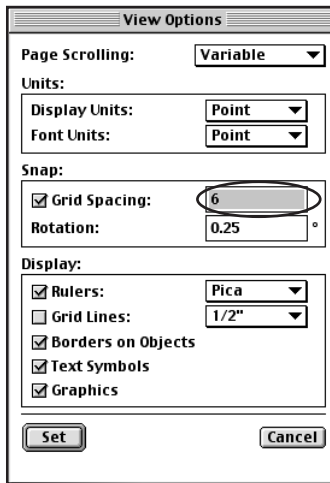 View Options
Page Scrolling: Variable
Units:
Display Units: Point
Font Units: Point
Snap:
Grid Spacing: 6
Rotation: 0.25 °
Display:
Rulers: Pica
Grid Lines: 1/2"
Borders on Objects
Text Symbols
Graphics
Set Cancel